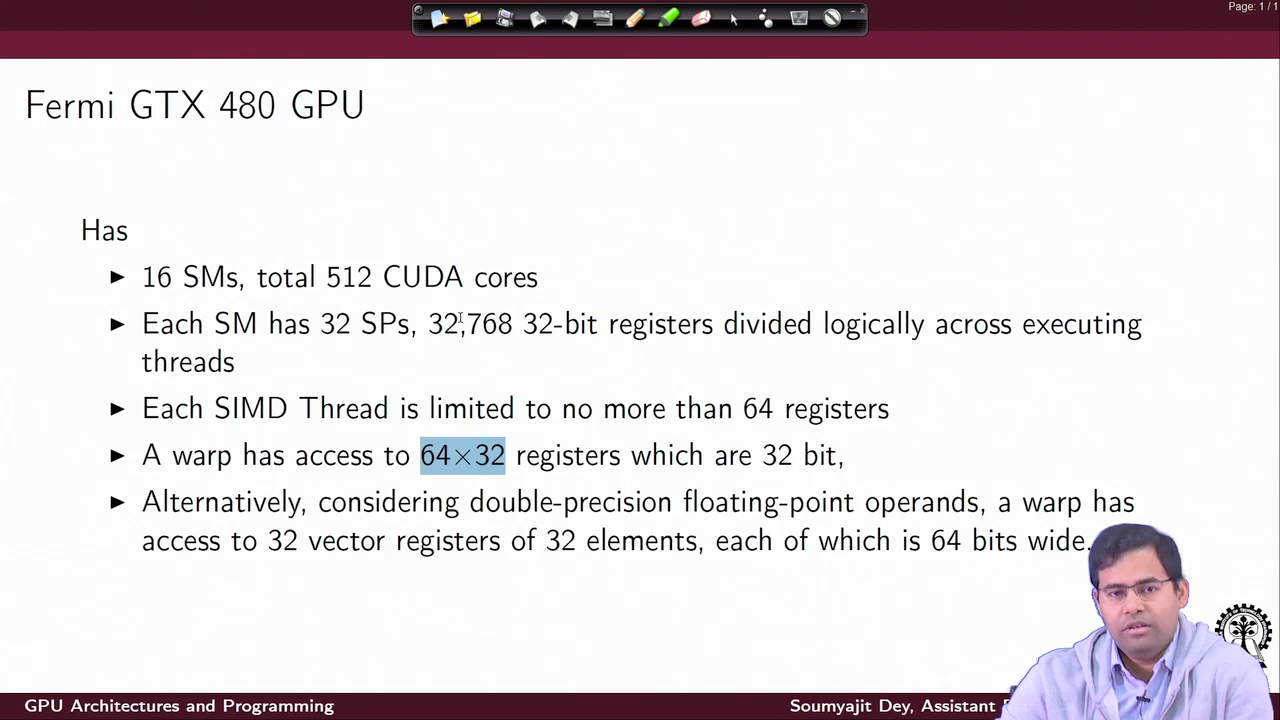 Page: 1 / 1
Fermi GTX 480 GPU
Has
▶ 16 SMs, total 512 CUDA cores
▶ Each SM has 32 SPs, 32,768 32-bit registers divided logically across executing
threads
▶ Each SIMD Thread is limited to no more than 64 registers
▶ A warp has access to 64×32 registers which are 32 bit,
▶ Alternatively, considering double-precision floating-point operands, a warp has
access to 32 vector registers of 32 elements, each of which is 64 bits wide.
GPU Architectures and Programming
Soumyajit Dey, Assistant